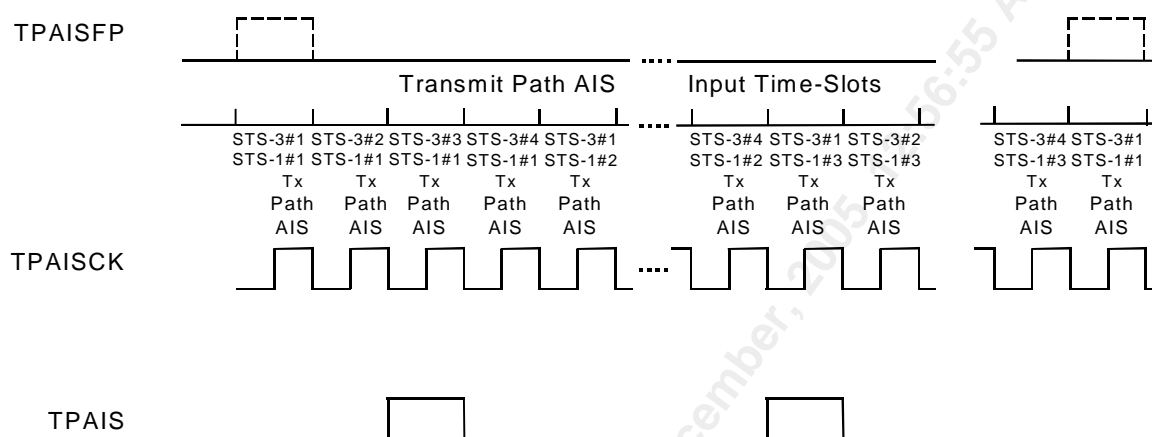 TPAISFP
Transmit Path AIS Input Time-Slots
STS-3#1 STS-3#2 STS-3#3 STS-3#4 STS-3#1 STS-3#4 STS-3#1 STS-3#2 STS-3#4 STS-3#1
STS-1#1 STS-1#1 STS-1#1 STS-1#1 STS-1#2 STS-1#2 STS-1#3 STS-1#3 STS-1#3 STS-1#1
Tx Tx Tx Tx Tx Tx Tx Tx Tx Tx
Path Path Path Path Path Path Path Path Path Path
AIS AIS AIS AIS AIS AIS AIS AIS AIS AIS
TPAISCK
TPAIS